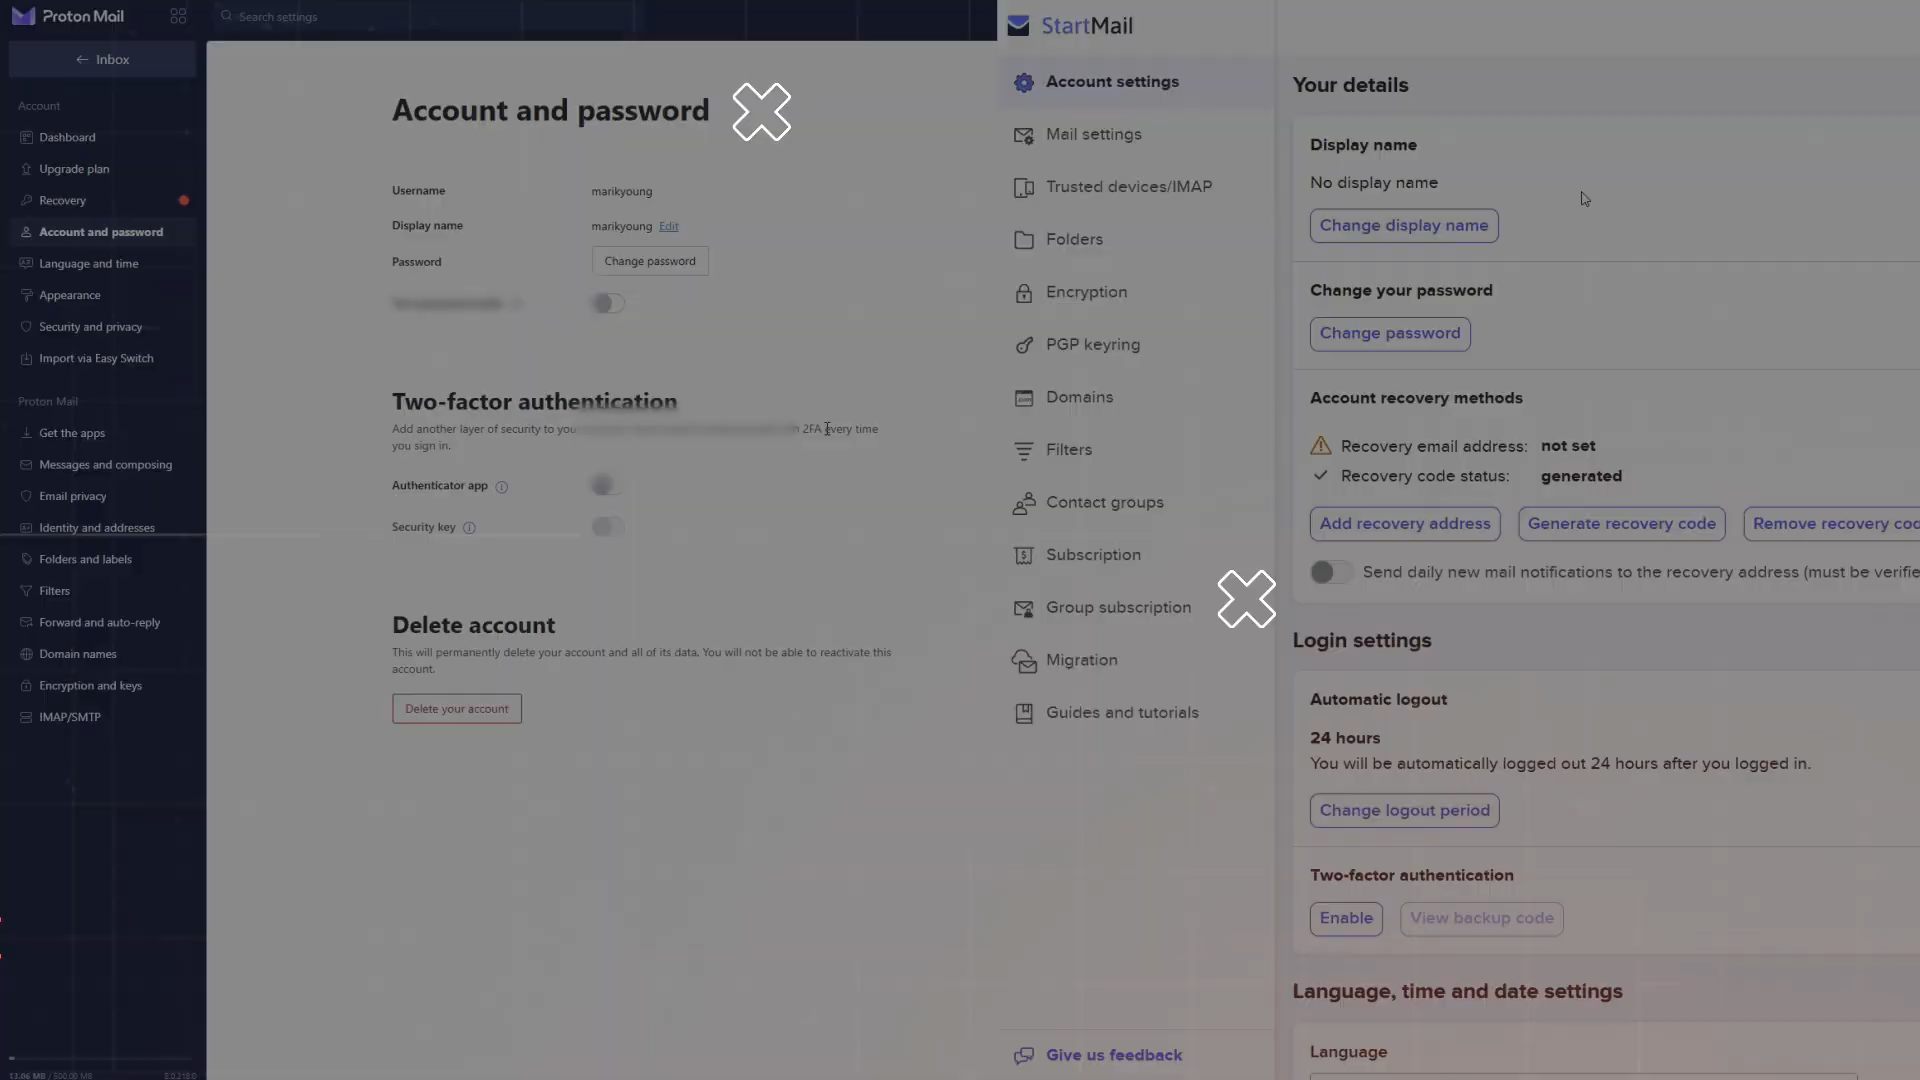 Proton Mail
Search settings
Inbox
Account
Dashboard
Upgrade plan
Recovery
Account and password
Language and time
Appearance
Security and privacy
Import via Easy Switch
Proton Mail
Get the apps
Messages and composing
Email privacy
Identity and addresses
Folders and labels
Filters
Forward and auto-reply
Domain names
Encryption and keys
IMAP/SMTP
13.06 MB / 500.00 MB
Account and password
Username marikyoung
Display name marikyoung Edit
Password Change password
Two-factor authentication
Add another layer of security to 2FA every time
you sign in.
Authenticator app
Security key
Delete account
This will permanently delete your account and all of its data. You will not be able to reactivate this
account.
Delete your account
StartMail
Account settings
Mail settings
Trusted devices/IMAP
Folders
Encryption
PGP keyring
Domains
Filters
Contact groups
Subscription
Group subscription
Migration
Guides and tutorials
Give us feedback
Your details
Display name
No display name
Change display name
Change your password
Change password
Account recovery methods
Recovery email address: not set
Recovery code status: generated
Add recovery address Generate recovery code Remove recovery cod
Send daily new mail notifications to the recovery address (must be verifie
Login settings
Automatic logout
24 hours
You will be automatically logged out 24 hours after you logged in.
Change logout period
Two-factor authentication
Enable View backup code
Language, time and date settings
Language